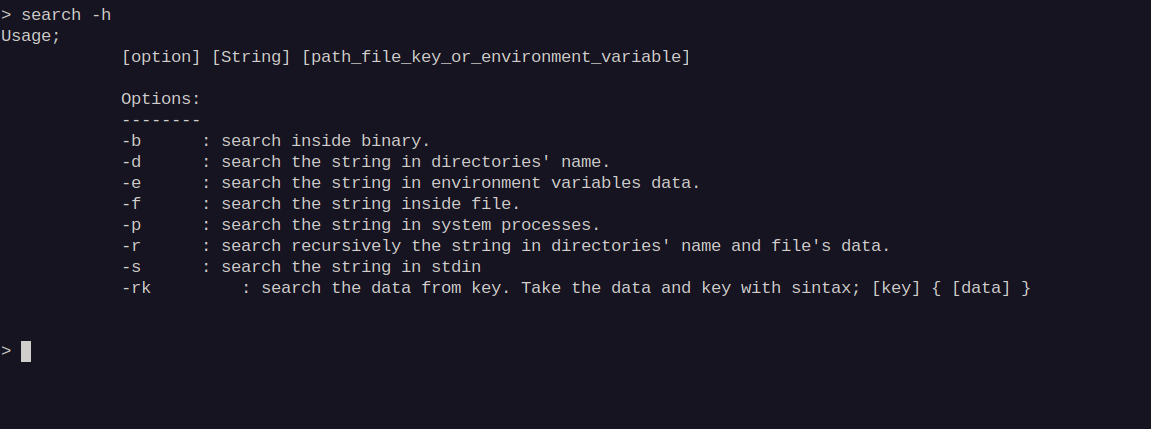 > search -h
Usage;
[option] [String] [path_file_key_or_environment_variable]
Options:
--------
-b : search inside binary.
-d : search the string in directories' name.
-e : search the string in environment variables data.
-f : search the string inside file.
-p : search the string in system processes.
-r : search recursively the string in directories' name and file's data.
-s : search the string in stdin
-rk : search the data from key. Take the data and key with sintax; [key] { [data] }
>